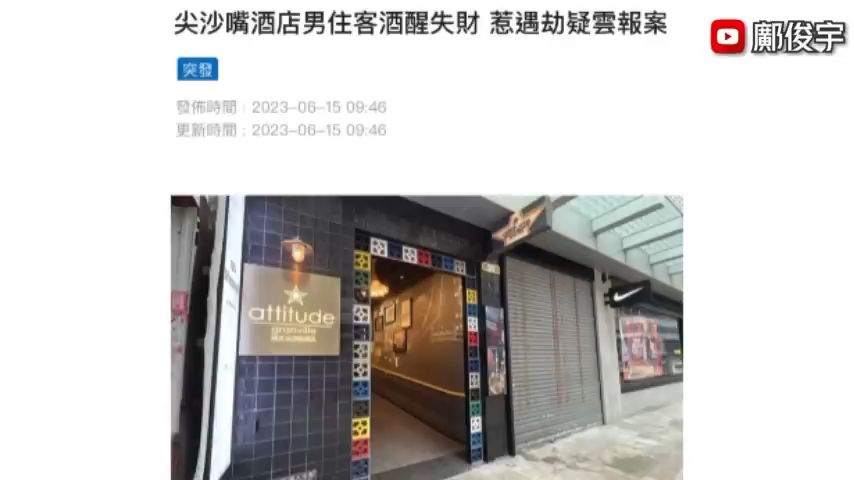 尖沙嘴酒店男住客酒醒失財 惹遇劫疑雲報案
鄺俊宇
突發
發佈時間：2023-06-15 09:46
更新時間：2023-06-15 09:46
attitude
granville